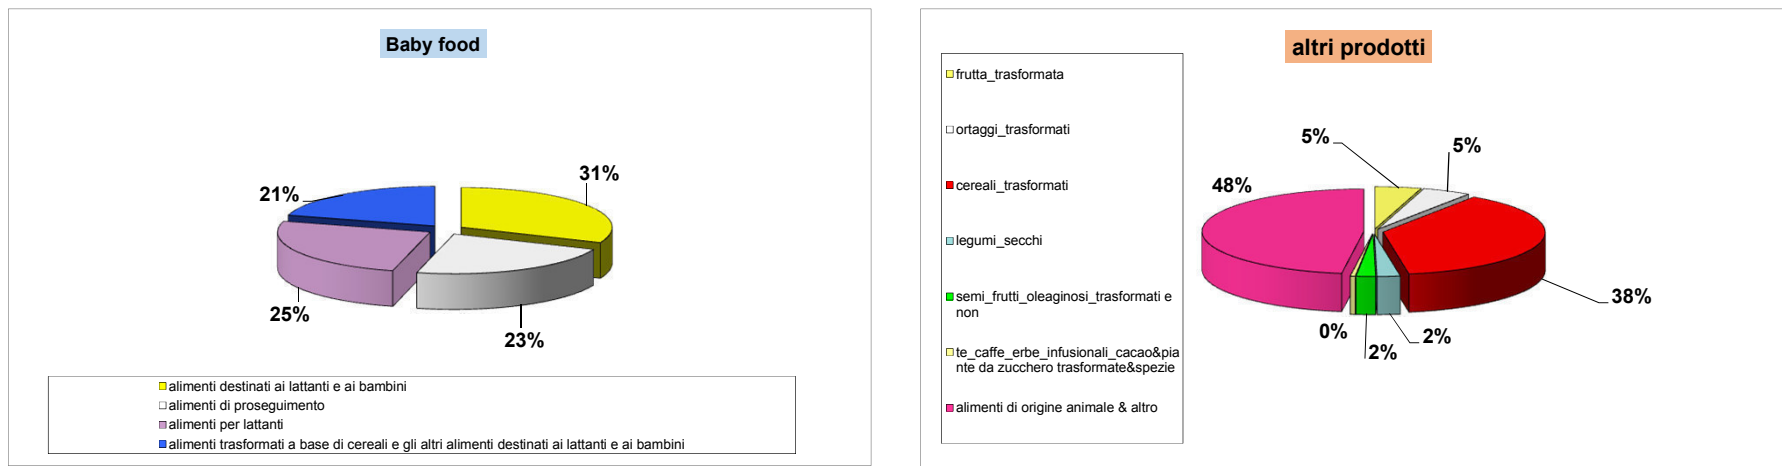 Baby food
31%
21%
25%
23%
alimenti destinati ai lattanti e ai bambini
alimenti di proseguimento
alimenti per lattanti
alimenti trasformati a base di cereali e gli altri alimenti destinati ai lattanti e ai bambini
altri prodotti
frutta_trasformata
ortaggi_trasformati
cereali_trasformati
legumi_secchi
semi_frutti_oleaginosi_trasformati e
non
te_caffe_erbe_infusionali_cacao&pia
nte da zucchero trasformate&spezie
alimenti di origine animale & altro
5%
5%
48%
38%
0%
2%
2%